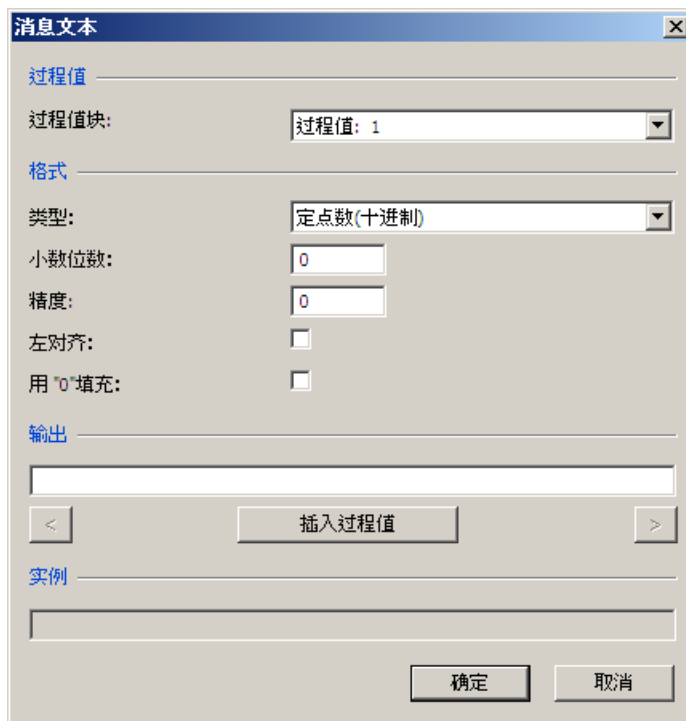 消息文本
过程值
过程值块: 过程值: 1
格式
类型: 定点数(十进制)
小数位数: 0
精度: 0
左对齐:
用 "0"填充:
输出
< 插入过程值 >
实例
确定 取消